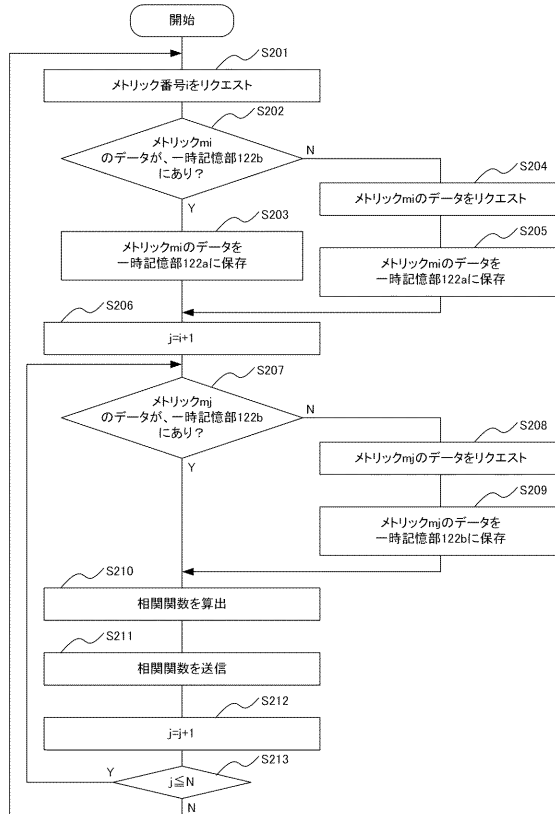 開始
S201
メトリック番号iをリクエスト
S202
メトリックmi
のデータが、一時記憶部122b
にあり？
N
Y
S204
メトリックmiのデータをリクエスト
S203
メトリックmiのデータを
一時記憶部122aに保存
S205
メトリックmiのデータを
一時記憶部122aに保存
S206
j=i+1
S207
メトリックmj
のデータが、一時記憶部122b
にあり？
N
Y
S208
メトリックmjのデータをリクエスト
S209
メトリックmjのデータを
一時記憶部122bに保存
S210
相関関数を算出
S211
相関関数を送信
S212
j=j+1
S213
Y
j≦N
N